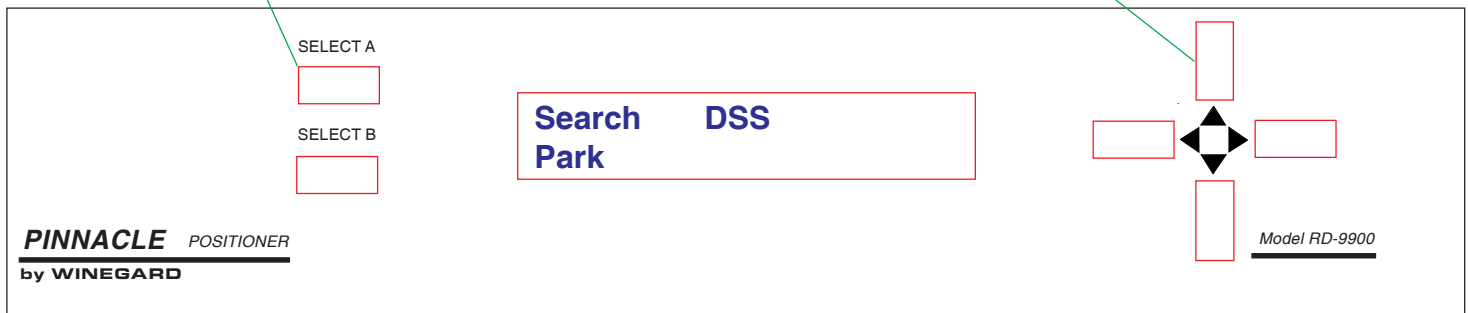 SELECT A
Search DSS
SELECT B
Park
PINNACLE POSITIONER
Model RD-9900
by WINEGARD